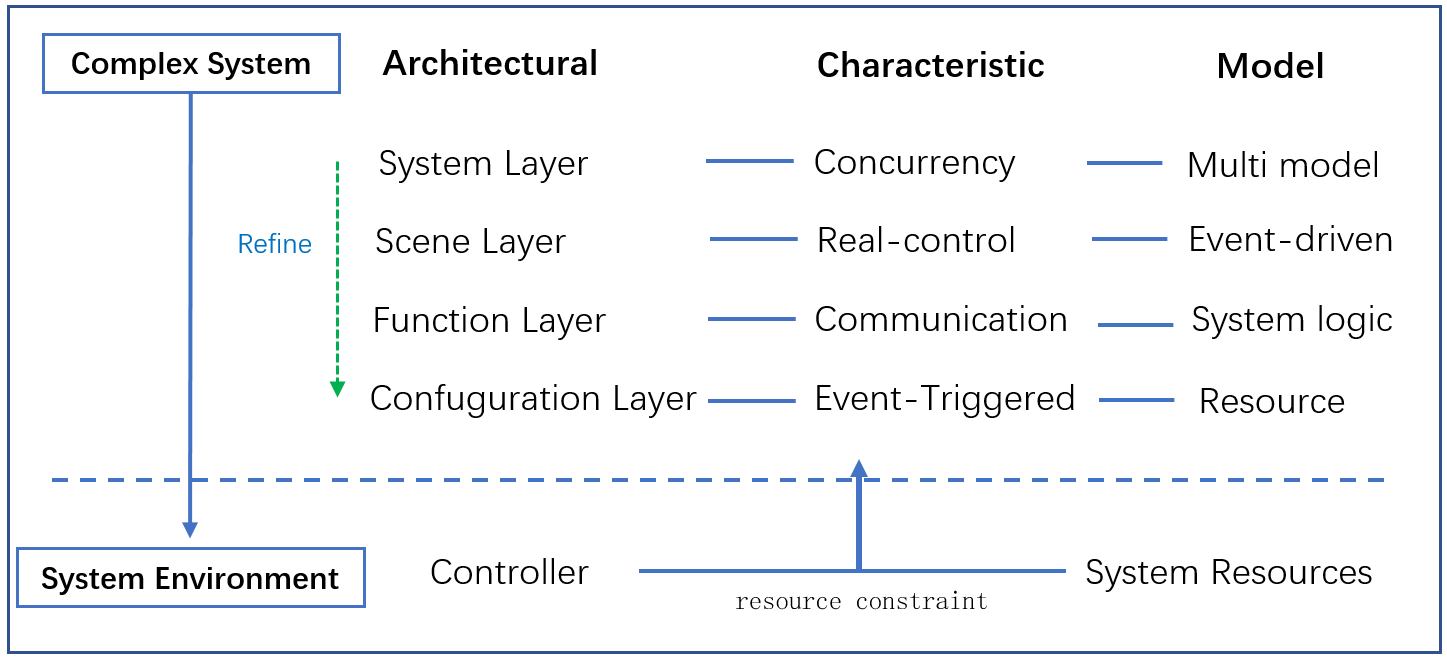 Complex System
Architectural
Characteristic
Model
System Layer
Concurrency
Multi model
Refine
Scene Layer
Real-control
Event-driven
Function Layer
Communication
System logic
Confuguration Layer
Event-Triggered
Resource
System Environment
Controller
System Resources
resource constraint